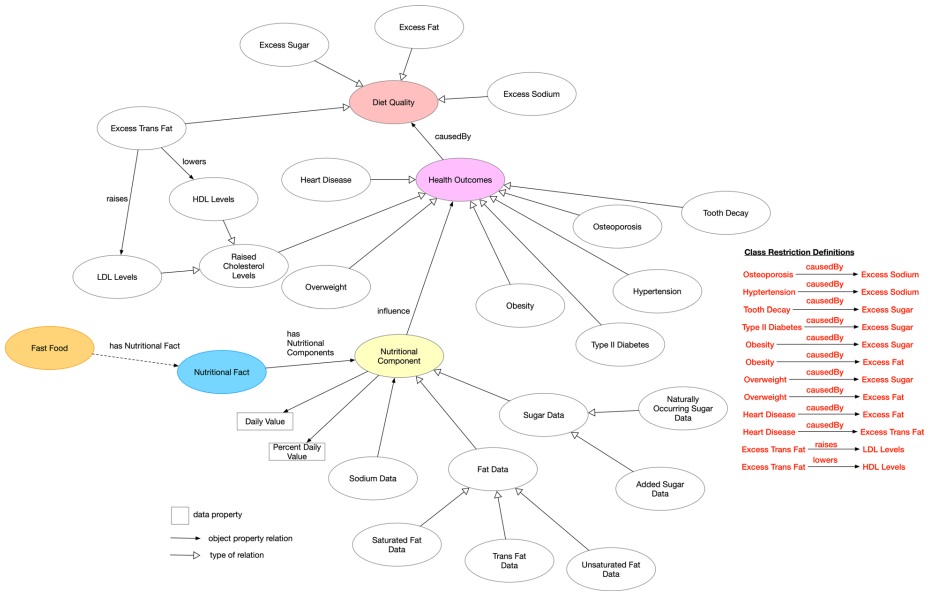 Excess Fat
Excess Sugar
Excess Sodium
Diet Quality
Excess Trans Fat
causedBy
lowers
Heart Disease
Health Outcomes
HDL Levels
raises
Tooth Decay
Osteoporosis
Raised
Cholesterol
Levels
LDL Levels
Overweight
Hypertension
Obesity
influence
Type II Diabetes
has
Nutritional
Components
Fast Food
has Nutritional Fact
Nutritional Fact
Nutritional
Component
Daily Value
Percent Daily
Value
Sodium Data
Sugar Data
Naturally
Occurring Sugar
Data
Fat Data
Added Sugar
Data
Saturated Fat
Data
Trans Fat
Data
Unsaturated Fat
Data
data property
object property relation
type of relation
Class Restriction Definitions
Osteoporosis causedBy Excess Sodium
Hyptertension causedBy Excess Sodium
Tooth Decay causedBy Excess Sugar
Type II Diabetes causedBy Excess Sugar
Obesity causedBy Excess Sugar
Obesity causedBy Excess Fat
Overweight causedBy Excess Sugar
Overweight causedBy Excess Fat
Heart Disease causedBy Excess Fat
Heart Disease causedBy Excess Trans Fat
Excess Trans Fat raises LDL Levels
Excess Trans Fat lowers HDL Levels